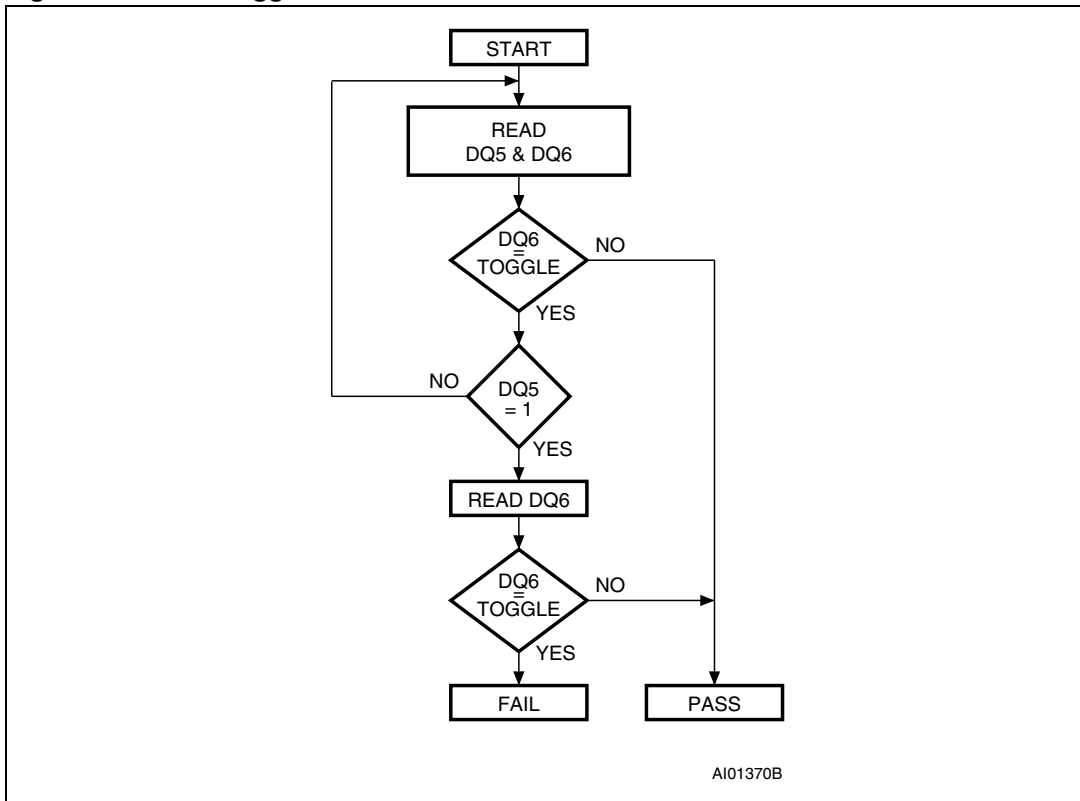 START
READ
DQ5 & DQ6
DQ6
=
TOGGLE
NO
YES
NO
DQ5
= 1
YES
READ DQ6
DQ6
=
TOGGLE
NO
YES
FAIL
PASS
AI01370B